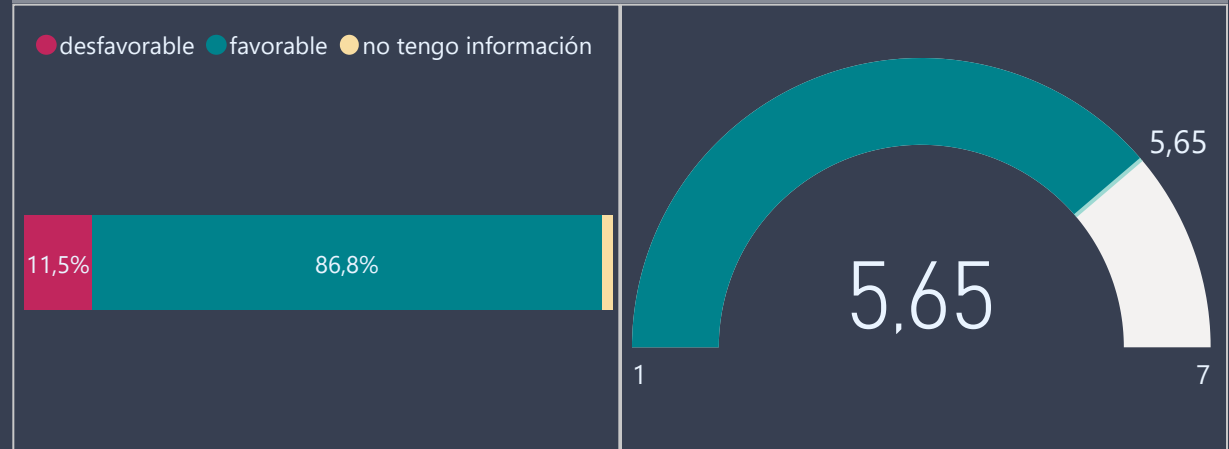 desfavorable favorable no tengo información
11,5% 86,8%
5,65
5,65
1 7